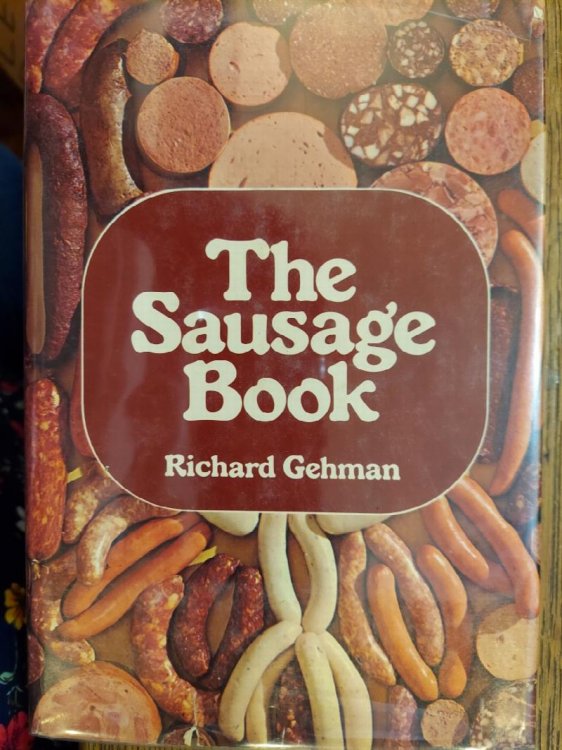 The
Sausage
Book
Richard Gehman